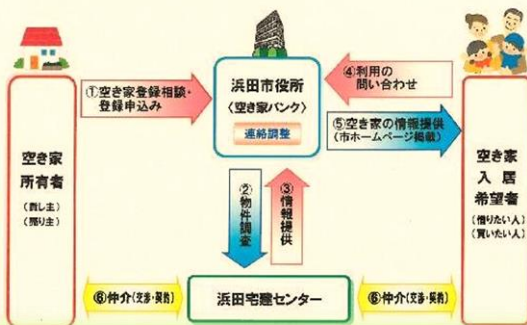 ①空き家登録相談・
登録申込み
浜田市役所
〈空き家バンク〉
連絡調整
④利用の
問い合わせ
⑤空き家の情報提供
(市ホームページ掲載)
空き家
所有者
(貸し主)
(売り主)
②物件調査
③情報提供
空き家
入居
希望者
(借りたい人)
(買いたい人)
⑥仲介(交渉・契約)
浜田宅建センター
⑥仲介(交渉・契約)